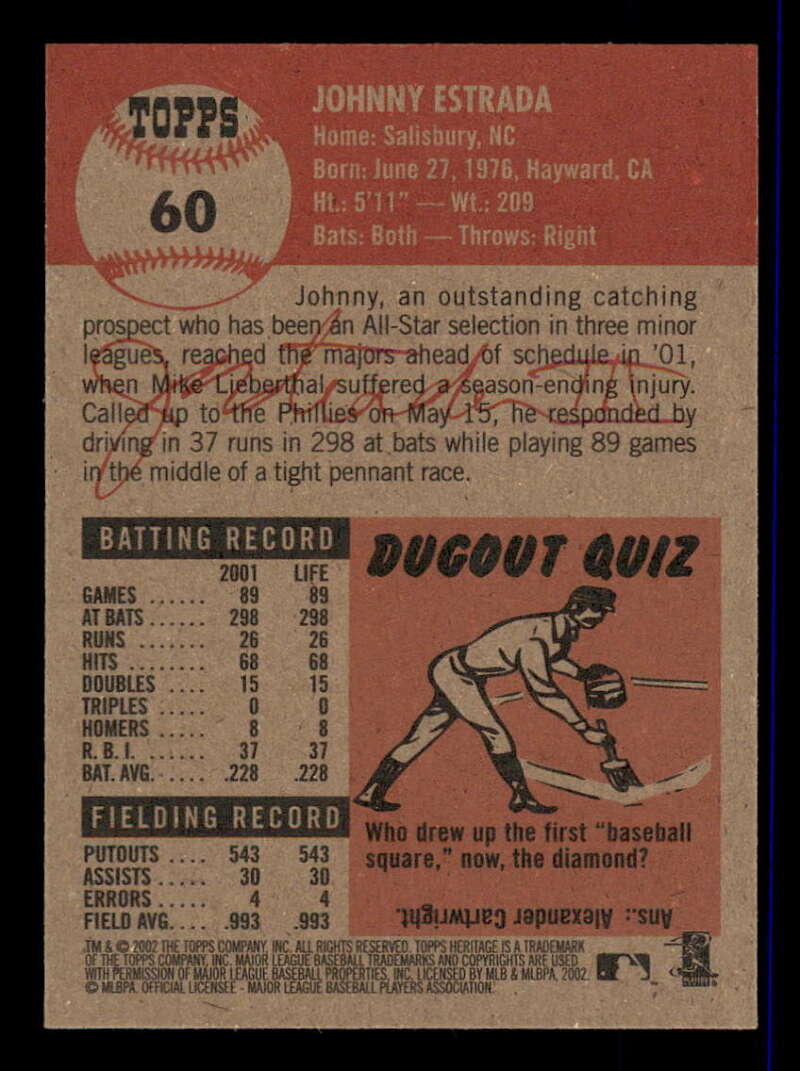 TOPPS
60
JOHNNY ESTRADA
Home: Salisbury, NC
Born: June 27, 1976, Hayward, CA
Ht.: 5'11" — Wt.: 209
Bats: Both — Throws: Right
Johnny, an outstanding catching
prospect who has been an All-Star selection in three minor
leagues, reached the majors ahead of schedule in '01,
when Mike Lieberthal suffered a season-ending injury.
Called up to the Phillies on May 15, he responded by
driving in 37 runs in 298 at bats while playing 89 games
in the middle of a tight pennant race.
BATTING RECORD
2001 LIFE
GAMES ...... 89 89
AT BATS ...... 298 298
RUNS ....... 26 26
HITS ........ 68 68
DOUBLES .... 15 15
TRIPLES ..... 0 0
HOMERS ..... 8 8
R.B.I. ...... 37 37
BAT. AVG. ..... .228 .228
FIELDING RECORD
PUTOUTS .... 543 543
ASSISTS ..... 30 30
ERRORS ..... 4 4
FIELD AVG. ... .993 .993
DUGOUT QUIZ
Who drew up the first "baseball
square," now, the diamond?
Ans.: Alexander Cartwright.
TM & © 2002 THE TOPPS COMPANY, INC. ALL RIGHTS RESERVED. TOPPS HERITAGE IS A TRADEMARK
OF THE TOPPS COMPANY, INC. MAJOR LEAGUE BASEBALL TRADEMARKS AND COPYRIGHTS ARE USED
WITH PERMISSION OF MAJOR LEAGUE BASEBALL PROPERTIES, INC. LICENSED BY MLB & MLBPA, 2002.
© MLBPA. OFFICIAL LICENSEE - MAJOR LEAGUE BASEBALL PLAYERS ASSOCIATION.